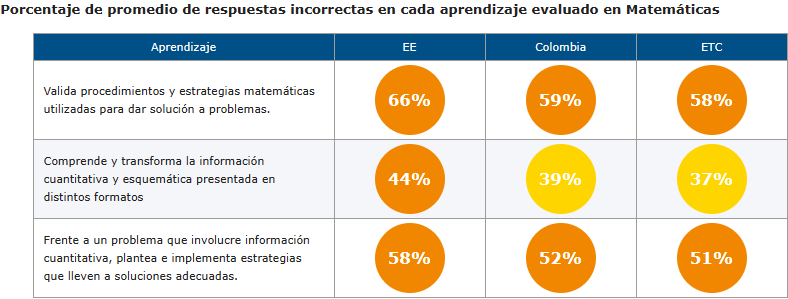 Porcentaje de promedio de respuestas incorrectas en cada aprendizaje evaluado en Matemáticas
Aprendizaje EE Colombia ETC
Valida procedimientos y estrategias matemáticas
utilizadas para dar solución a problemas.
66% 59% 58%
Comprende y transforma la información
cuantitativa y esquemática presentada en
distintos formatos
44% 39% 37%
Frente a un problema que involucre información
cuantitativa, plantea e implementa estrategias
que lleven a soluciones adecuadas.
58% 52% 51%